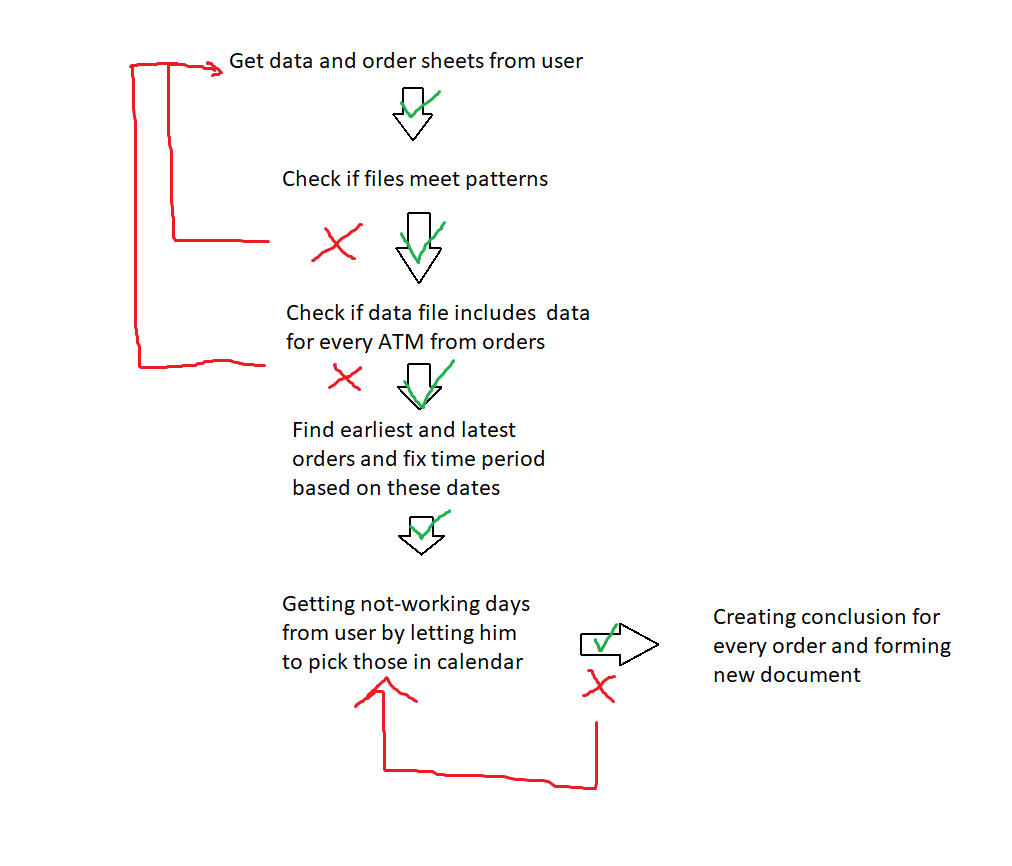 Get data and order sheets from user
Check if files meet patterns
Check if data file includes  data
for every ATM from orders
Find earliest and latest
orders and fix time period
based on these dates
Getting not-working days
from user by letting him
to pick those in calendar
Creating conclusion for
every order and forming
new document